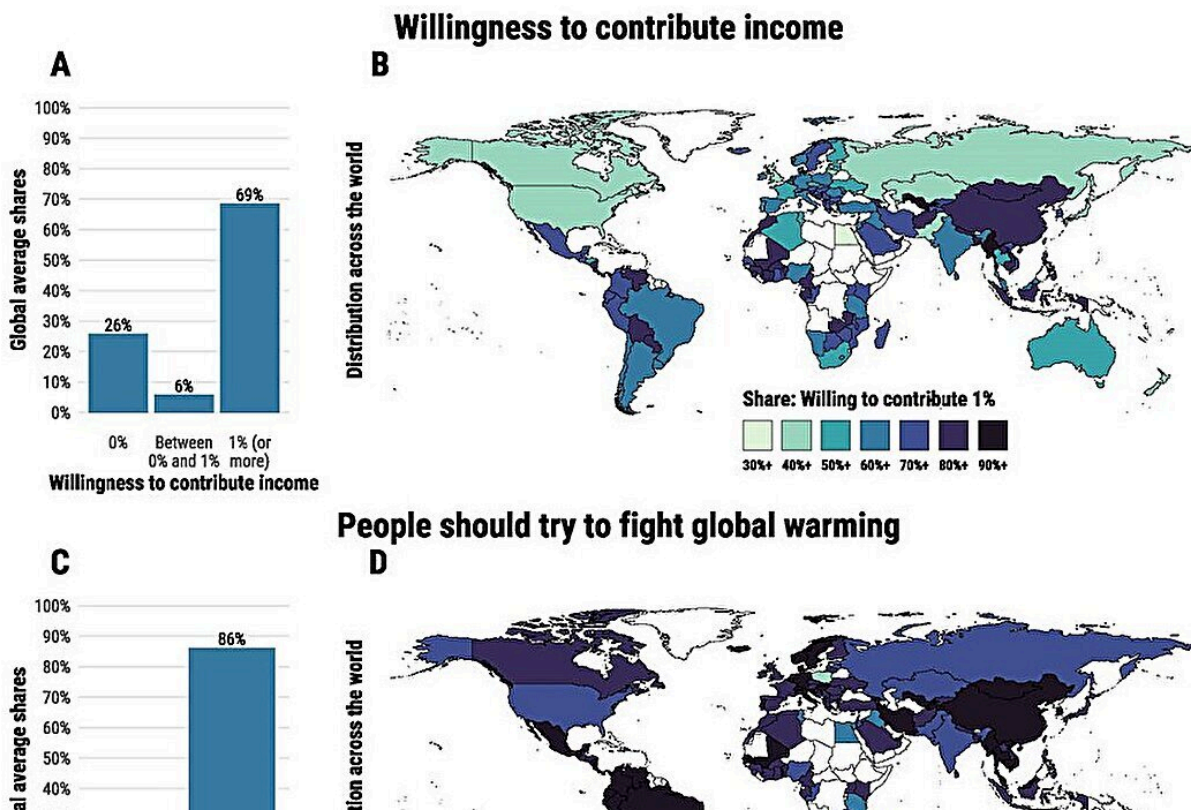 Willingness to contribute income
A
B
100%
90%
80%
70%
60%
50%
40%
30%
20%
10%
0%
Global average shares
26%
6%
69%
0%
Between
0% and 1%
1% (or
more)
Willingness to contribute income
Distribution across the world
Share: Willing to contribute 1%
30%+ 40%+ 50%+ 60%+ 70%+ 80%+ 90%+
People should try to fight global warming
C
D
100%
90%
80%
70%
60%
50%
40%
86%
average shares
across the world